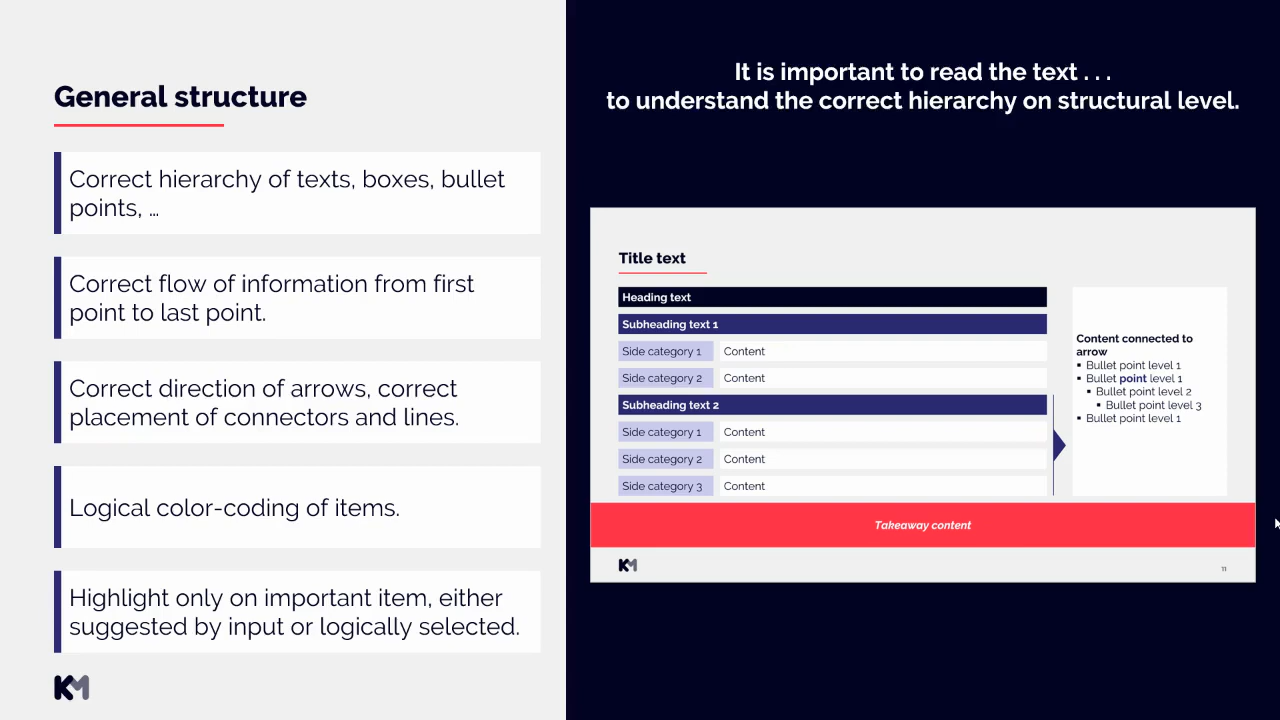 General structure
Correct hierarchy of texts, boxes, bullet
points, ...
Correct flow of information from first
point to last point.
Correct direction of arrows, correct
placement of connectors and lines.
Logical color-coding of items.
Highlight only on important item, either
suggested by input or logically selected.
KM
It is important to read the text . . .
to understand the correct hierarchy on structural level.
Title text
Heading text
Subheading text 1
Side category 1 Content
Side category 2 Content
Subheading text 2
Side category 1 Content
Side category 2 Content
Side category 3 Content
Content connected to
arrow
▪ Bullet point level 1
▪ Bullet point level 1
▪ Bullet point level 2
▪ Bullet point level 3
▪ Bullet point level 1
Takeaway content
KM
11